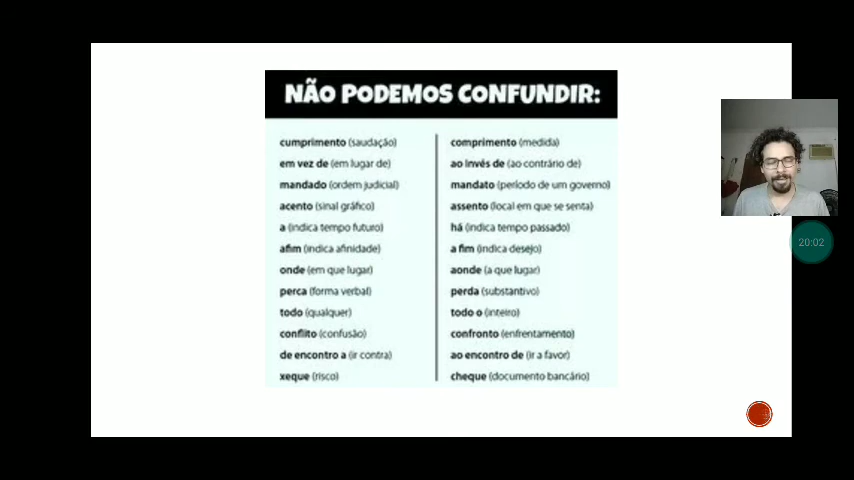 NÃO PODEMOS CONFUNDIR:
cumprimento (saudação)
comprimento (medida)
em vez de (em lugar de)
ao invés de (ao contrário de)
mandado (ordem judicial)
mandato (período de um governo)
acento (sinal gráfico)
assento (local em que se senta)
a (indica tempo futuro)
há (indica tempo passado)
afim (indica afinidade)
a fim (indica desejo)
onde (em que lugar)
aonde (a que lugar)
perca (forma verbal)
perda (substantivo)
todo (qualquer)
todo o (inteiro)
conflito (confusão)
confronto (enfrentamento)
de encontro a (ir contra)
ao encontro de (ir a favor)
xeque (risco)
cheque (documento bancário)
20:02